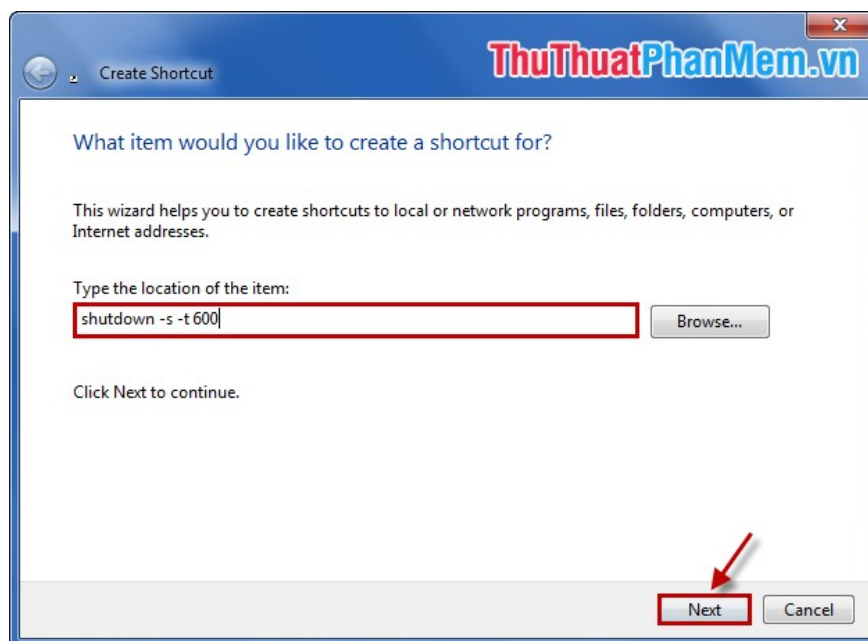 ThuThuatPhanMem.vn
Create Shortcut
What item would you like to create a shortcut for?
This wizard helps you to create shortcuts to local or network programs, files, folders, computers, or
Internet addresses.
Type the location of the item:
shutdown -s -t 600
Browse...
Click Next to continue.
Next
Cancel